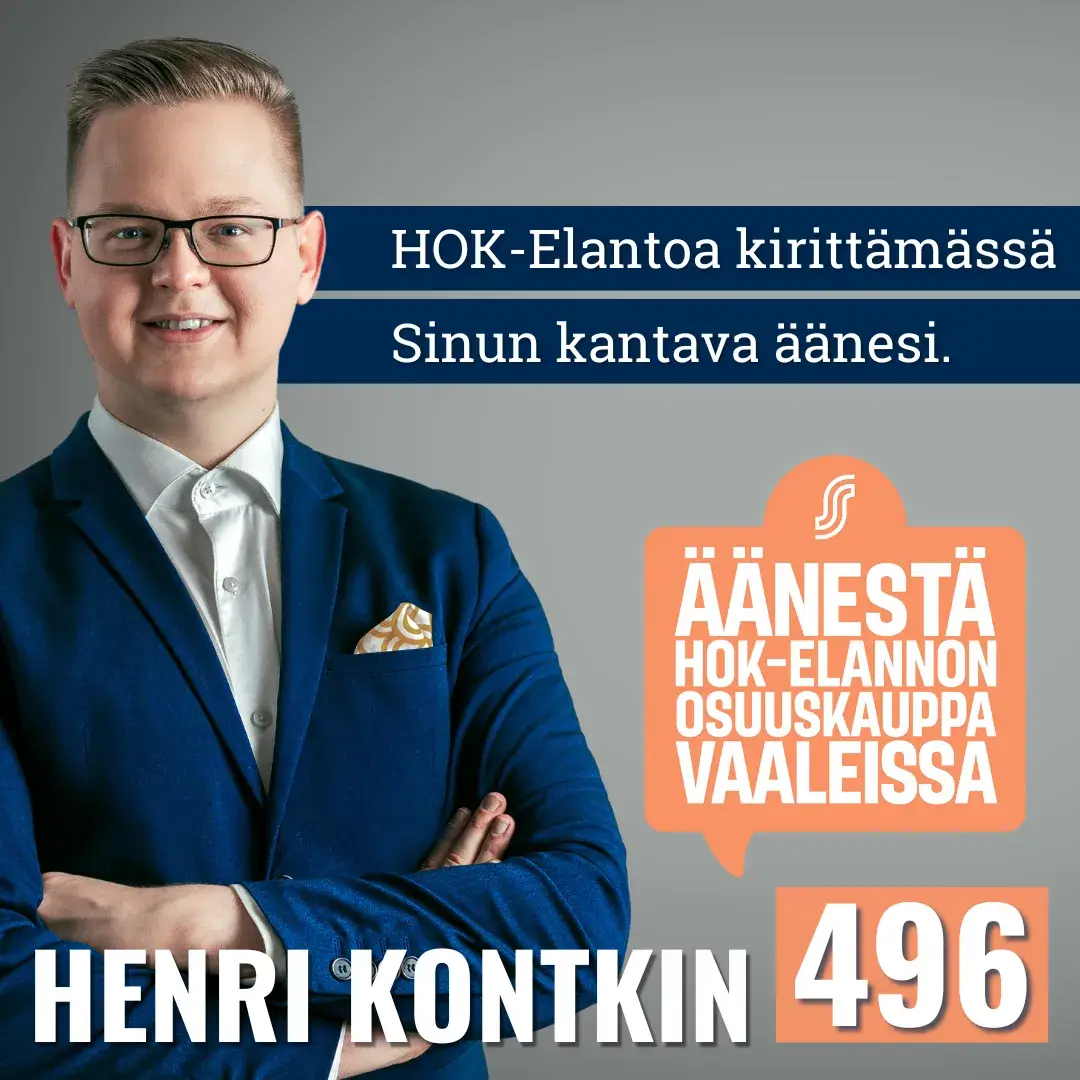 HOK-Elantoa kirittämässä
Sinun kantava äänesi.
ÄÄNESTÄ
HOK-ELANNON
OSUUSKAUPPA
VAALEISSA
HENRI KONTKIN
496